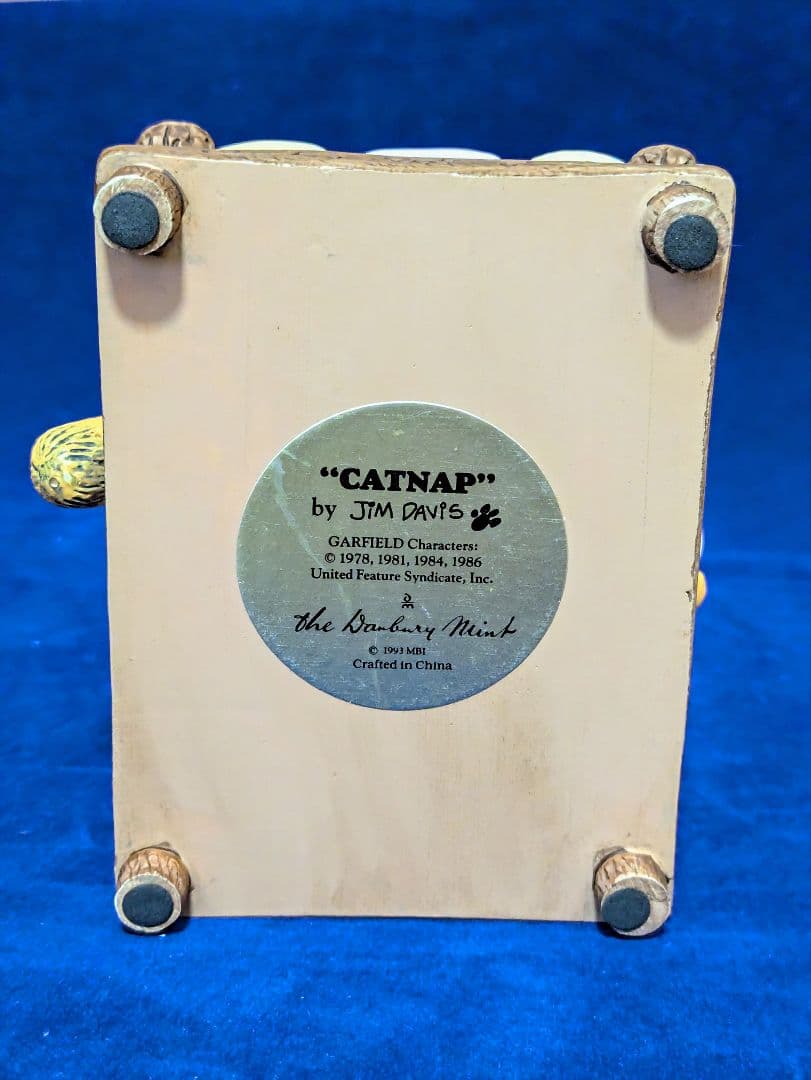 “CATNAP”
by JIM DAVIS
GARFIELD Characters:
© 1978, 1981, 1984, 1986
United Feature Syndicate, Inc.
D
M
The Danbury Mint
© 1993 MBI
Crafted in China